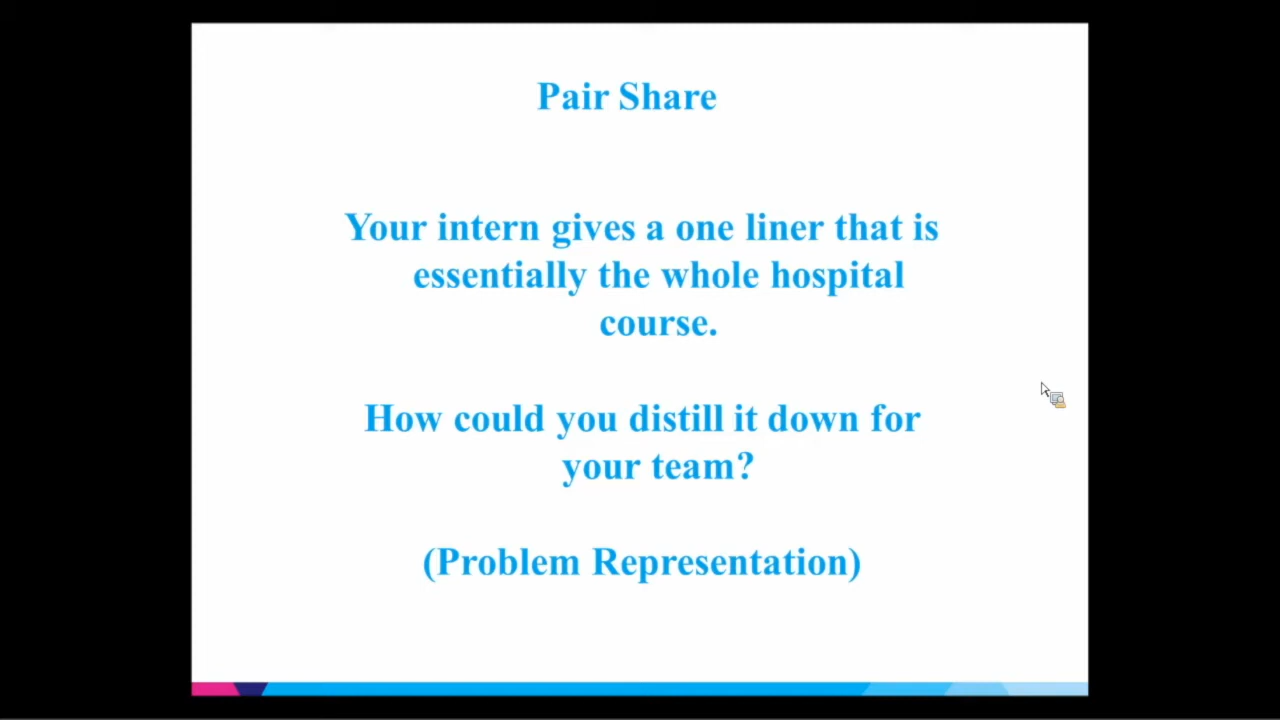 Pair Share
Your intern gives a one liner that is
essentially the whole hospital
course.
How could you distill it down for
your team?
(Problem Representation)